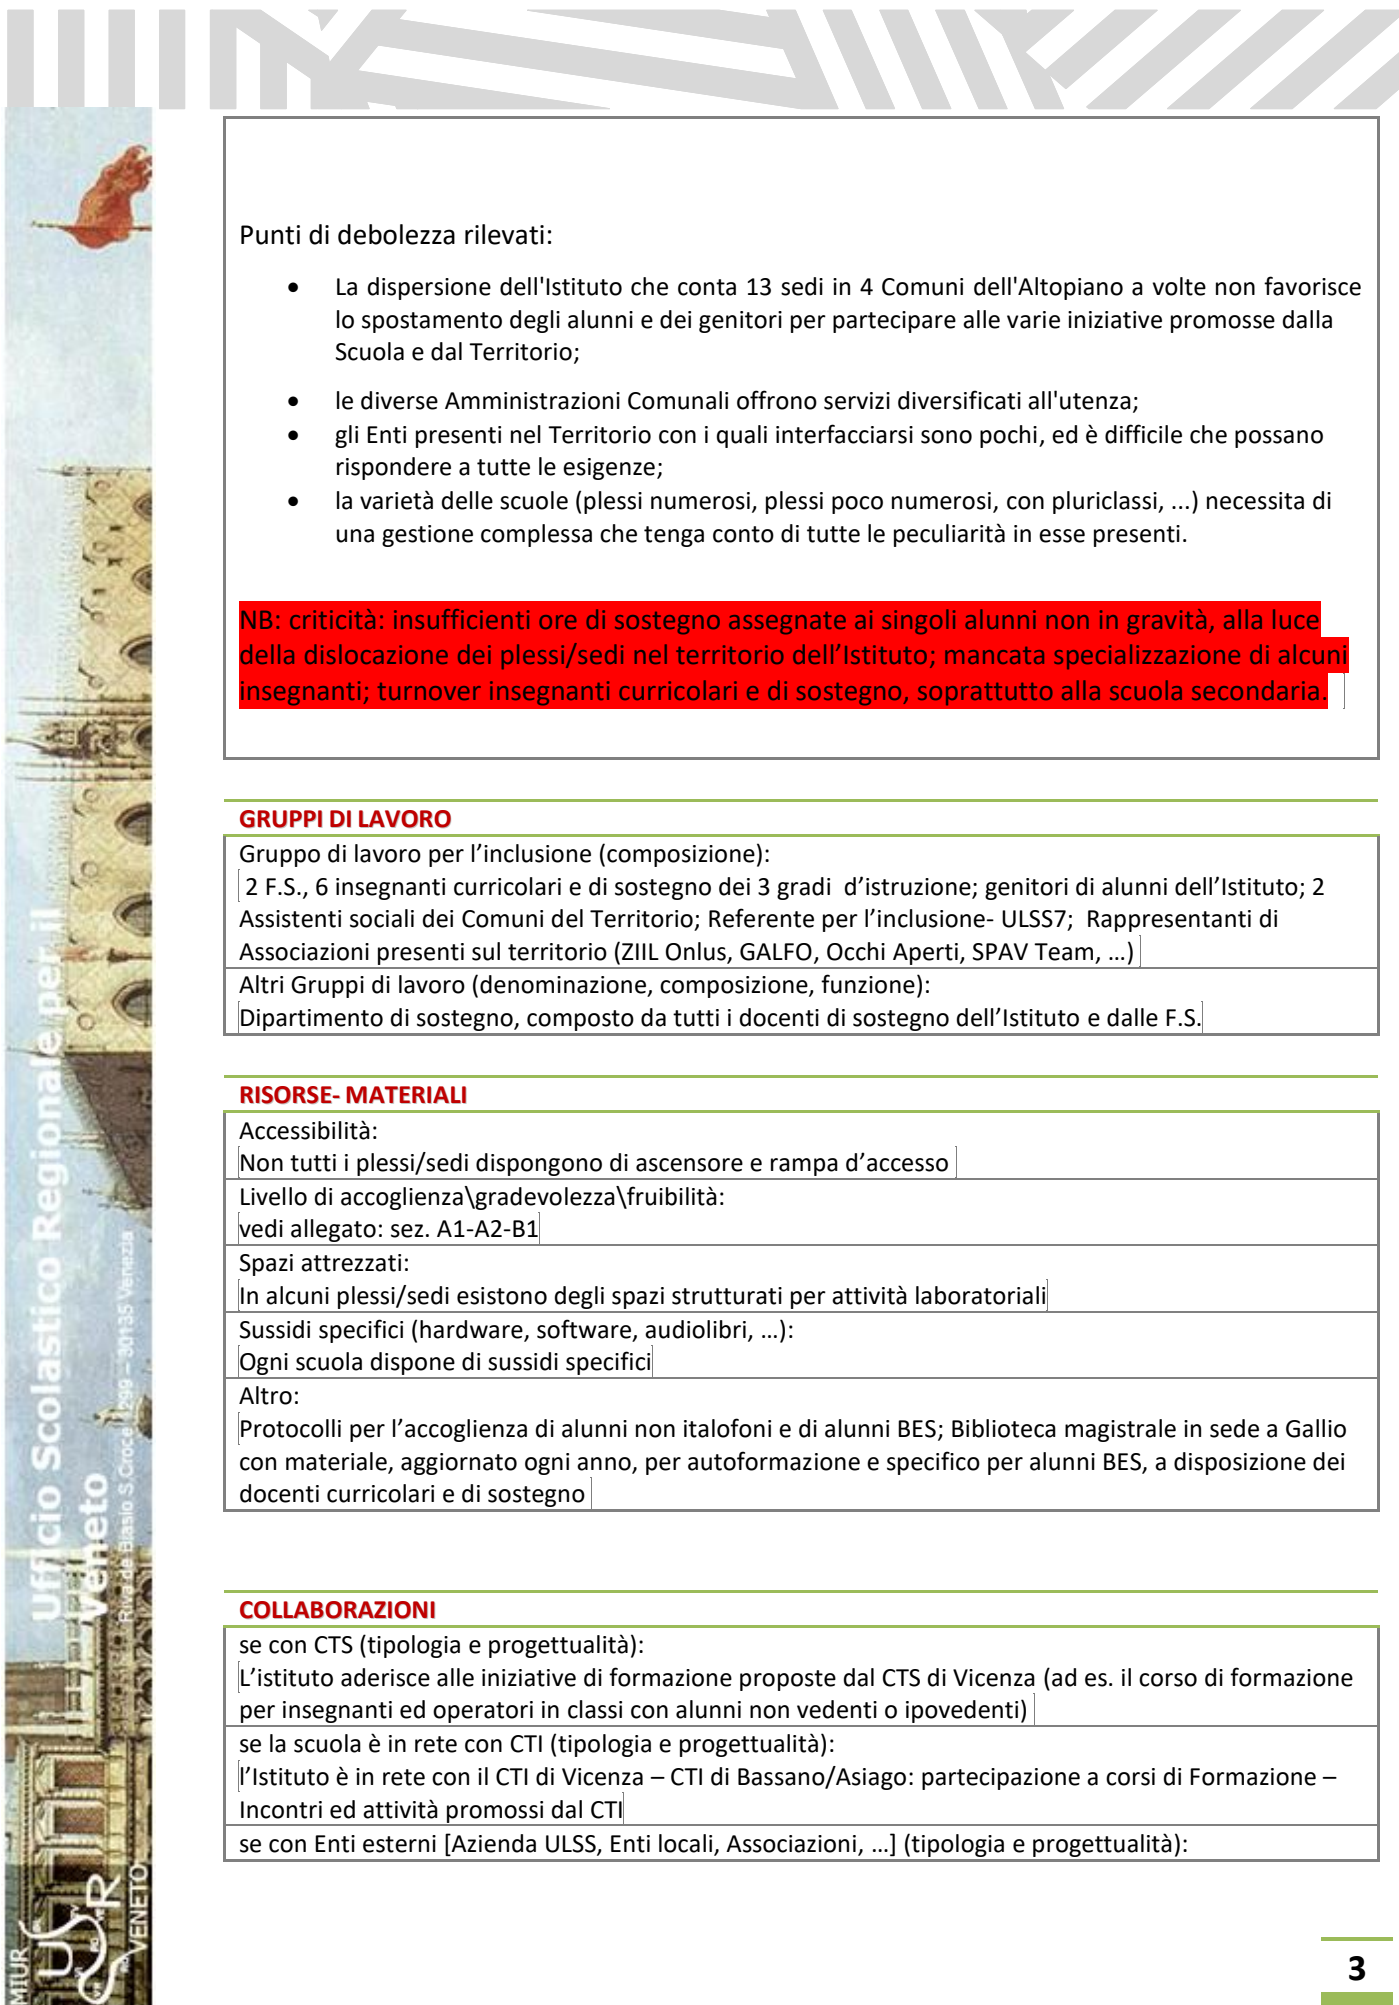 Punti di debolezza rilevati:
• La dispersione dell'Istituto che conta 13 sedi in 4 Comuni dell'Altopiano a volte non favorisce
lo spostamento degli alunni e dei genitori per partecipare alle varie iniziative promosse dalla
Scuola e dal Territorio;
• le diverse Amministrazioni Comunali offrono servizi diversificati all'utenza;
• gli Enti presenti nel Territorio con i quali interfacciarsi sono pochi, ed è difficile che possano
rispondere a tutte le esigenze;
• la varietà delle scuole (plessi numerosi, plessi poco numerosi, con pluriclassi, ...) necessita di
una gestione complessa che tenga conto di tutte le peculiarità in esse presenti.
NB: criticità: insufficienti ore di sostegno assegnate ai singoli alunni non in gravità, alla luce
della dislocazione dei plessi/sedi nel territorio dell’Istituto; mancata specializzazione di alcuni
insegnanti; turnover insegnanti curricolari e di sostegno, soprattutto alla scuola secondaria.
GRUPPI DI LAVORO
Gruppo di lavoro per l’inclusione (composizione):
2 F.S., 6 insegnanti curricolari e di sostegno dei 3 gradi d’istruzione; genitori di alunni dell’Istituto; 2
Assistenti sociali dei Comuni del Territorio; Referente per l’inclusione- ULSS7; Rappresentanti di
Associazioni presenti sul territorio (ZIIL Onlus, GALFO, Occhi Aperti, SPAV Team, …)
Altri Gruppi di lavoro (denominazione, composizione, funzione):
Dipartimento di sostegno, composto da tutti i docenti di sostegno dell’Istituto e dalle F.S.
RISORSE- MATERIALI
Accessibilità:
Non tutti i plessi/sedi dispongono di ascensore e rampa d’accesso
Livello di accoglienza\gradevolezza\fruibilità:
vedi allegato: sez. A1-A2-B1
Spazi attrezzati:
In alcuni plessi/sedi esistono degli spazi strutturati per attività laboratoriali
Sussidi specifici (hardware, software, audiolibri, …):
Ogni scuola dispone di sussidi specifici
Altro:
Protocolli per l’accoglienza di alunni non italofoni e di alunni BES; Biblioteca magistrale in sede a Gallio
con materiale, aggiornato ogni anno, per autoformazione e specifico per alunni BES, a disposizione dei
docenti curricolari e di sostegno
COLLABORAZIONI
se con CTS (tipologia e progettualità):
L’istituto aderisce alle iniziative di formazione proposte dal CTS di Vicenza (ad es. il corso di formazione
per insegnanti ed operatori in classi con alunni non vedenti o ipovedenti)
se la scuola è in rete con CTI (tipologia e progettualità):
l’Istituto è in rete con il CTI di Vicenza – CTI di Bassano/Asiago: partecipazione a corsi di Formazione –
Incontri ed attività promossi dal CTI
se con Enti esterni [Azienda ULSS, Enti locali, Associazioni, …] (tipologia e progettualità):
Ufficio Scolastico Regionale per il
Veneto
Riva de Biasio S.Croce 1299 – 30135 Venezia
MIUR
USR
VENETO
3